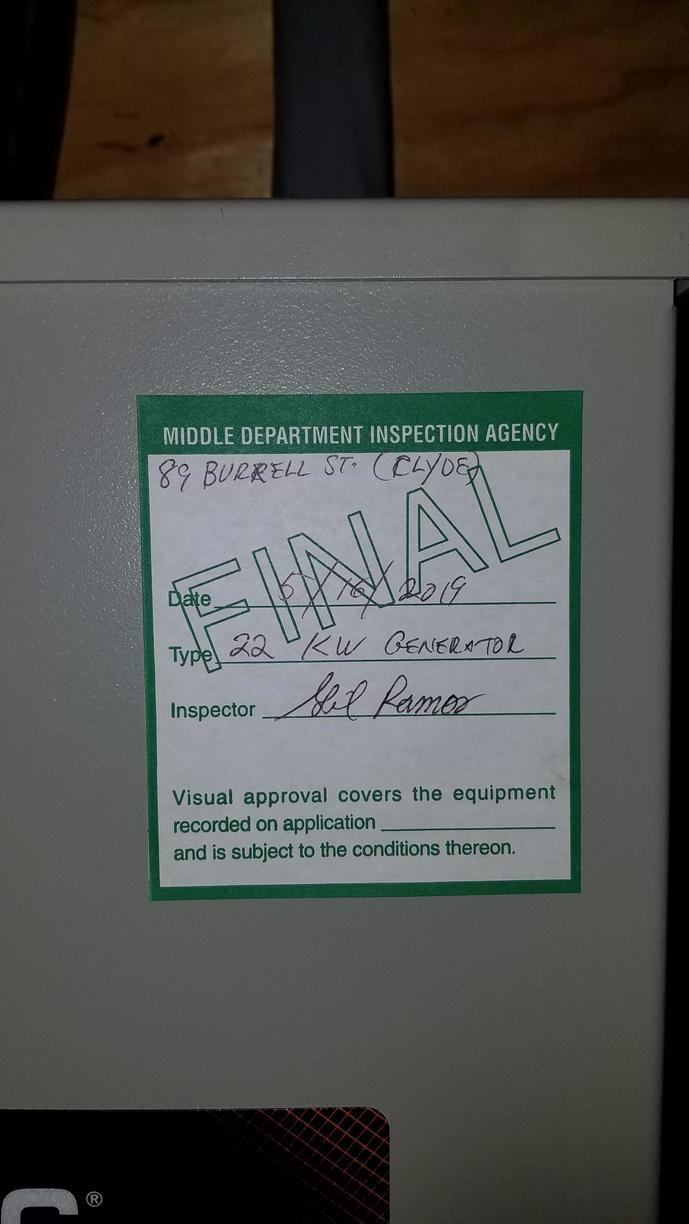 MIDDLE DEPARTMENT INSPECTION AGENCY
89 BURRELL ST. (CLYDE)
FINAL
Date 5/16/2019
Type 22 KW GENERATOR
Inspector Ramos
Visual approval covers the equipment
recorded on application
and is subject to the conditions thereon.
®